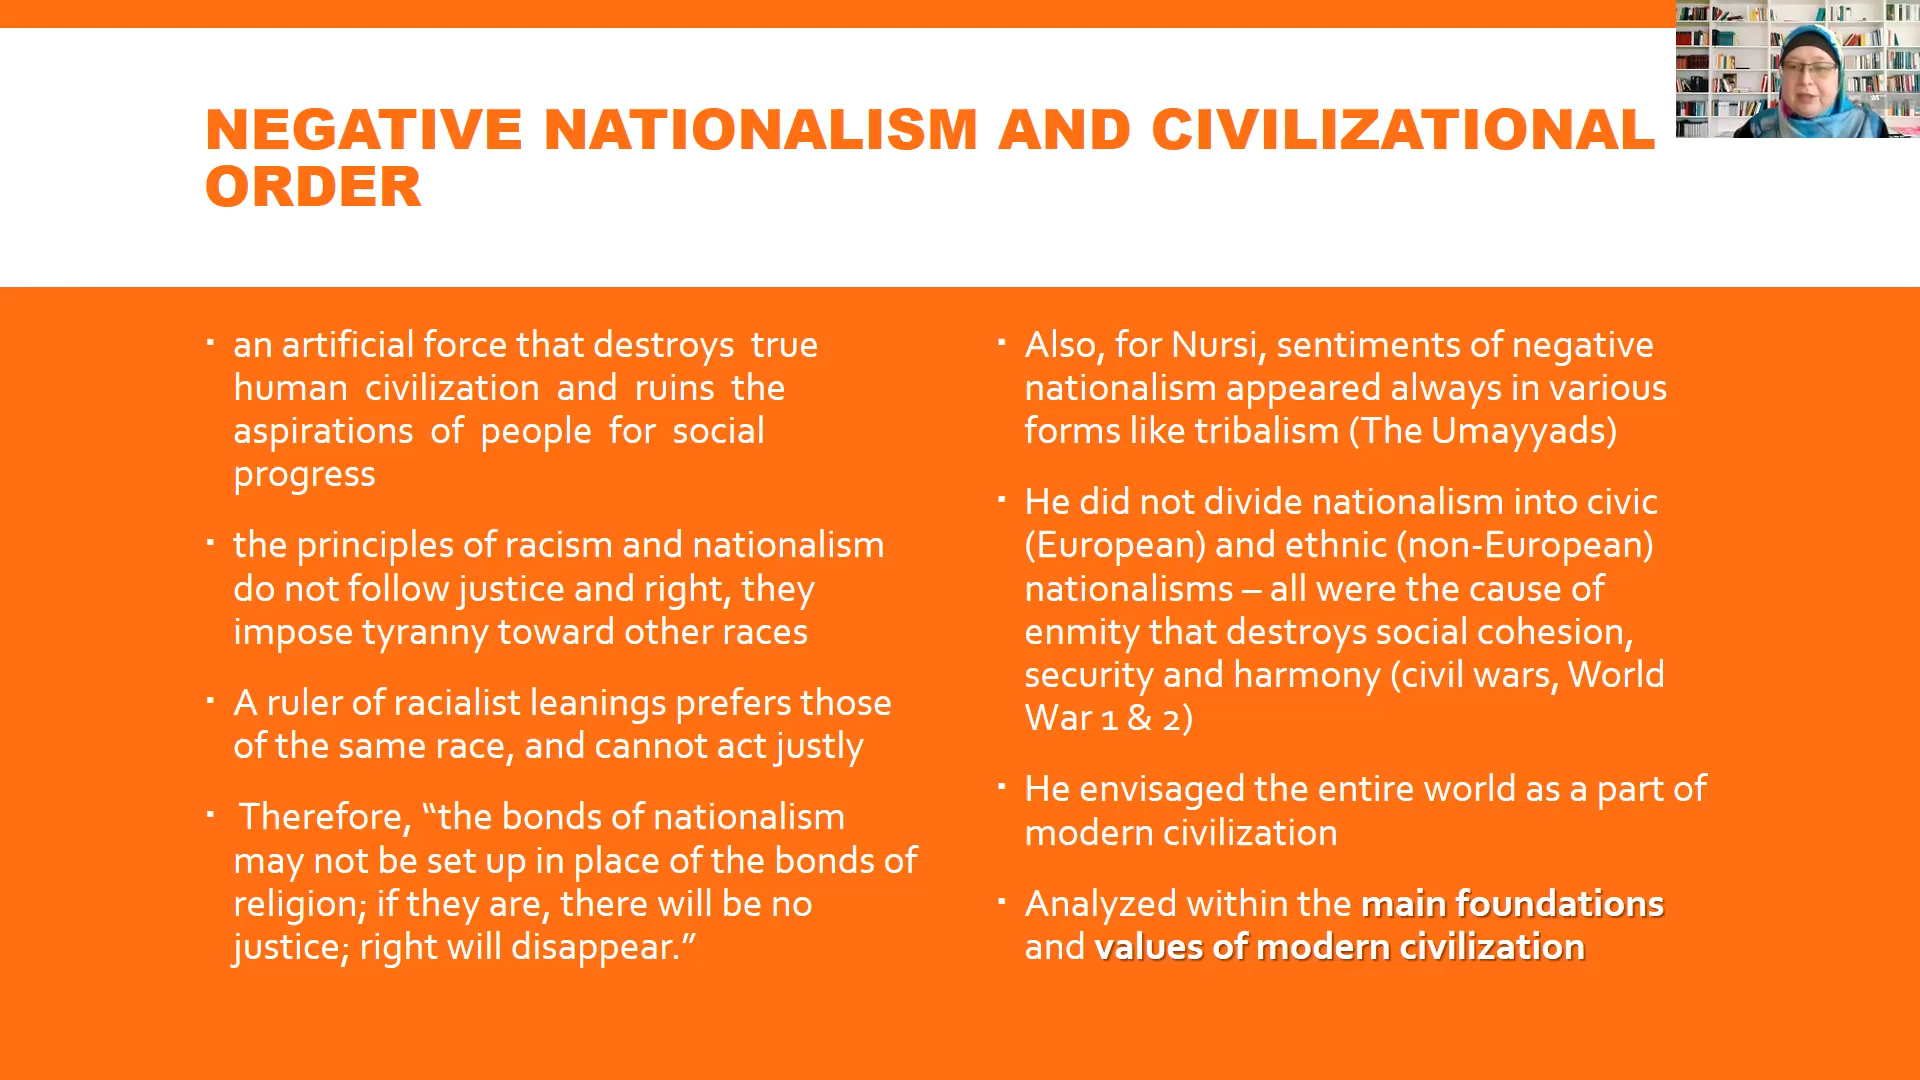 NEGATIVE NATIONALISM AND CIVILIZATIONAL
ORDER
▪ an artificial force that destroys true
human civilization and ruins the
aspirations of people for social
progress
▪ the principles of racism and nationalism
do not follow justice and right, they
impose tyranny toward other races
▪ A ruler of racialist leanings prefers those
of the same race, and cannot act justly
▪ Therefore, “the bonds of nationalism
may not be set up in place of the bonds of
religion; if they are, there will be no
justice; right will disappear.”
▪ Also, for Nursi, sentiments of negative
nationalism appeared always in various
forms like tribalism (The Umayyads)
▪ He did not divide nationalism into civic
(European) and ethnic (non-European)
nationalisms – all were the cause of
enmity that destroys social cohesion,
security and harmony (civil wars, World
War 1 & 2)
▪ He envisaged the entire world as a part of
modern civilization
▪ Analyzed within the main foundations
and values of modern civilization